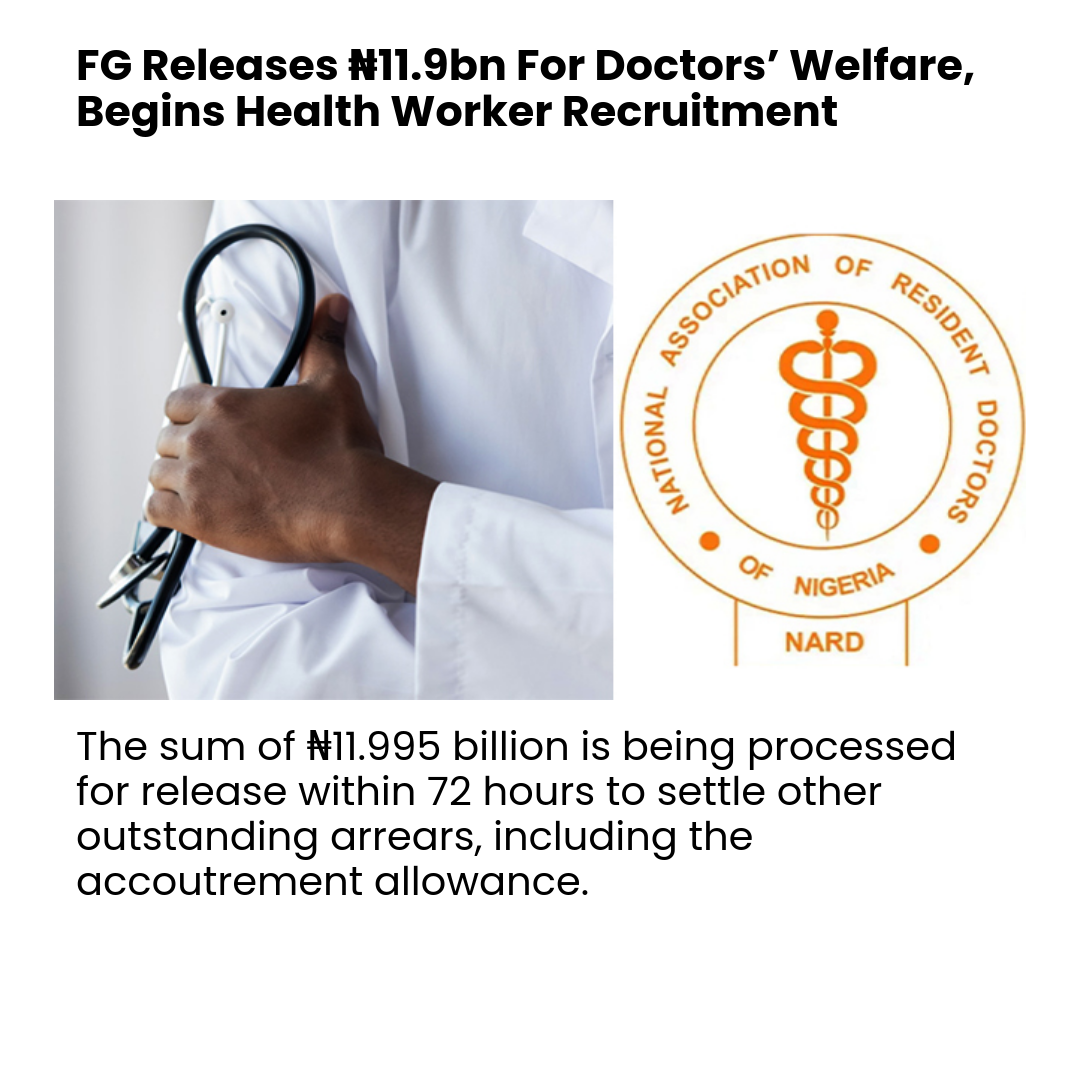 FG Releases ₦11.9bn For Doctors’ Welfare,
Begins Health Worker Recruitment
NATIONAL ASSOCIATION OF RESIDENT DOCTORS
OF NIGERIA
NARD
The sum of ₦11.995 billion is being processed
for release within 72 hours to settle other
outstanding arrears, including the
accoutrement allowance.